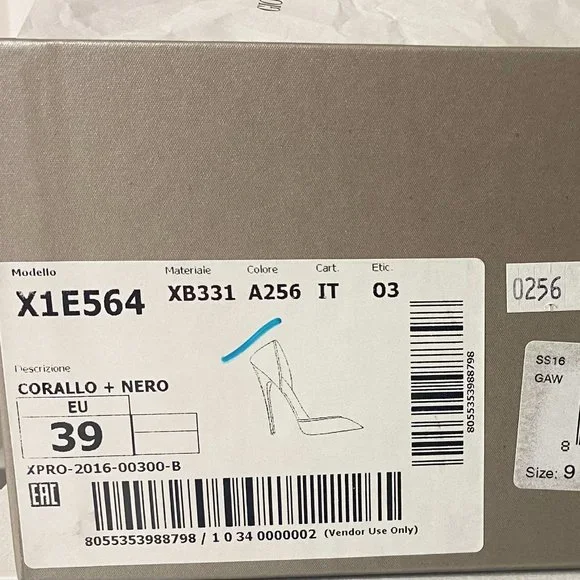 Modello
Materiale Colore Cart. Etic.
X1E564 XB331 A256 IT 03
Descrizione
CORALLO + NERO
EU
39
XPRO-2016-00300-B
EAC
8055353988798 / 1 0 34 0000002 (Vendor Use Only)
8055353988798
0256
SS16
GAW
8
Size: 9